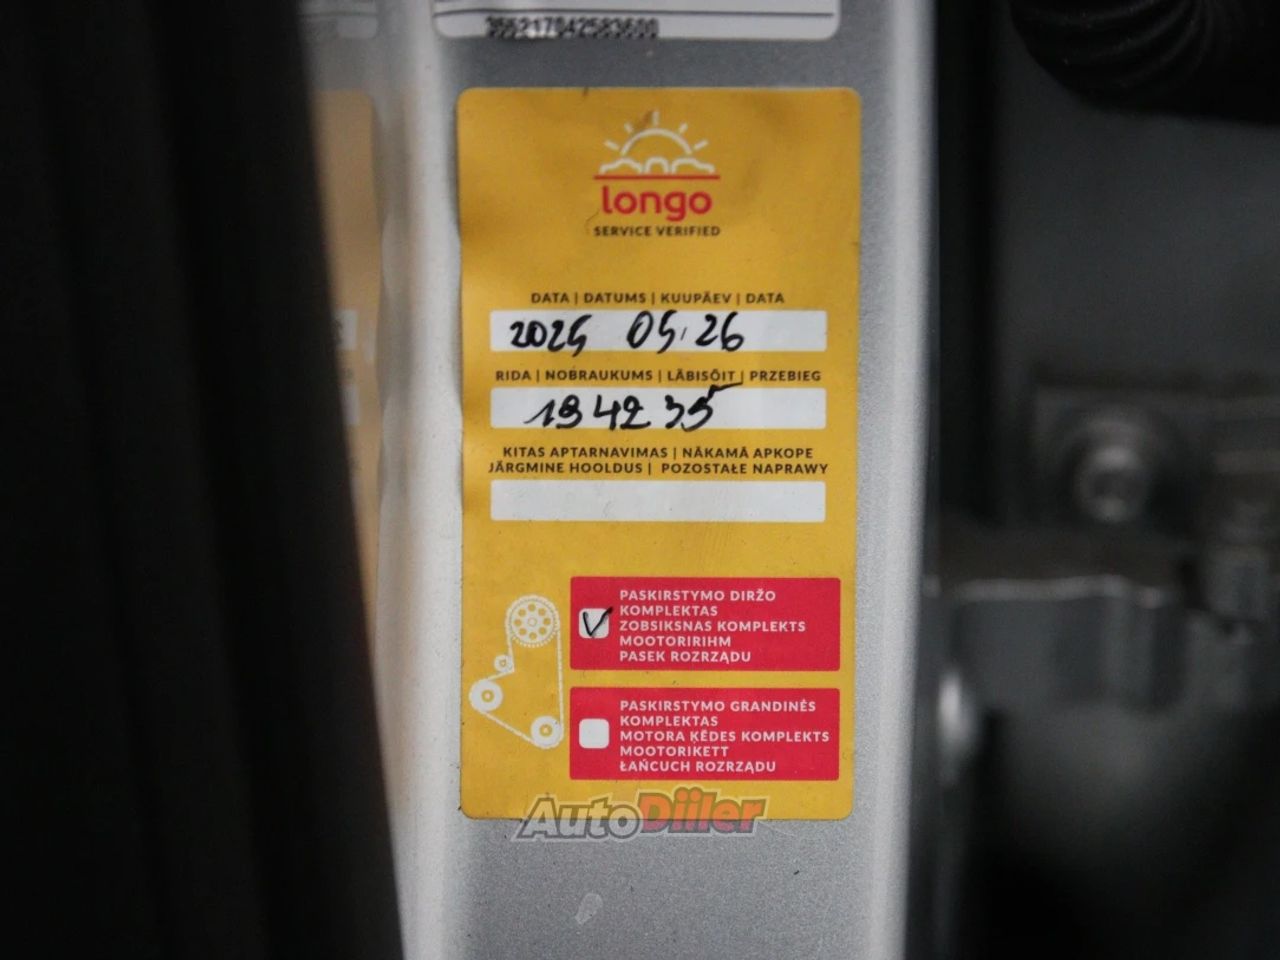 longo
SERVICE VERIFIED
DATA | DATUMS | KUUPÄEV | DATA
2025 05.26
RIDA | NOBRAUKUMS | LÄBISÕIT | PRZEBIEG
194235
KITAS APTARNAVIMAS | NĀKAMĀ APKOPE
JÄRGMINE HOOLDUS | POZOSTAŁE NAPRAWY
PASKIRSTYMO DIRŽO
KOMPLEKTAS
ZOBSIKSNAS KOMPLEKTS
MOOTORIRIHM
PASEK ROZRZĄDU
PASKIRSTYMO GRANDINĖS
KOMPLEKTAS
MOTORA ĶĒDES KOMPLEKTS
MOOTORIKETT
ŁAŃCUCH ROZRZĄDU
AutoDiiler